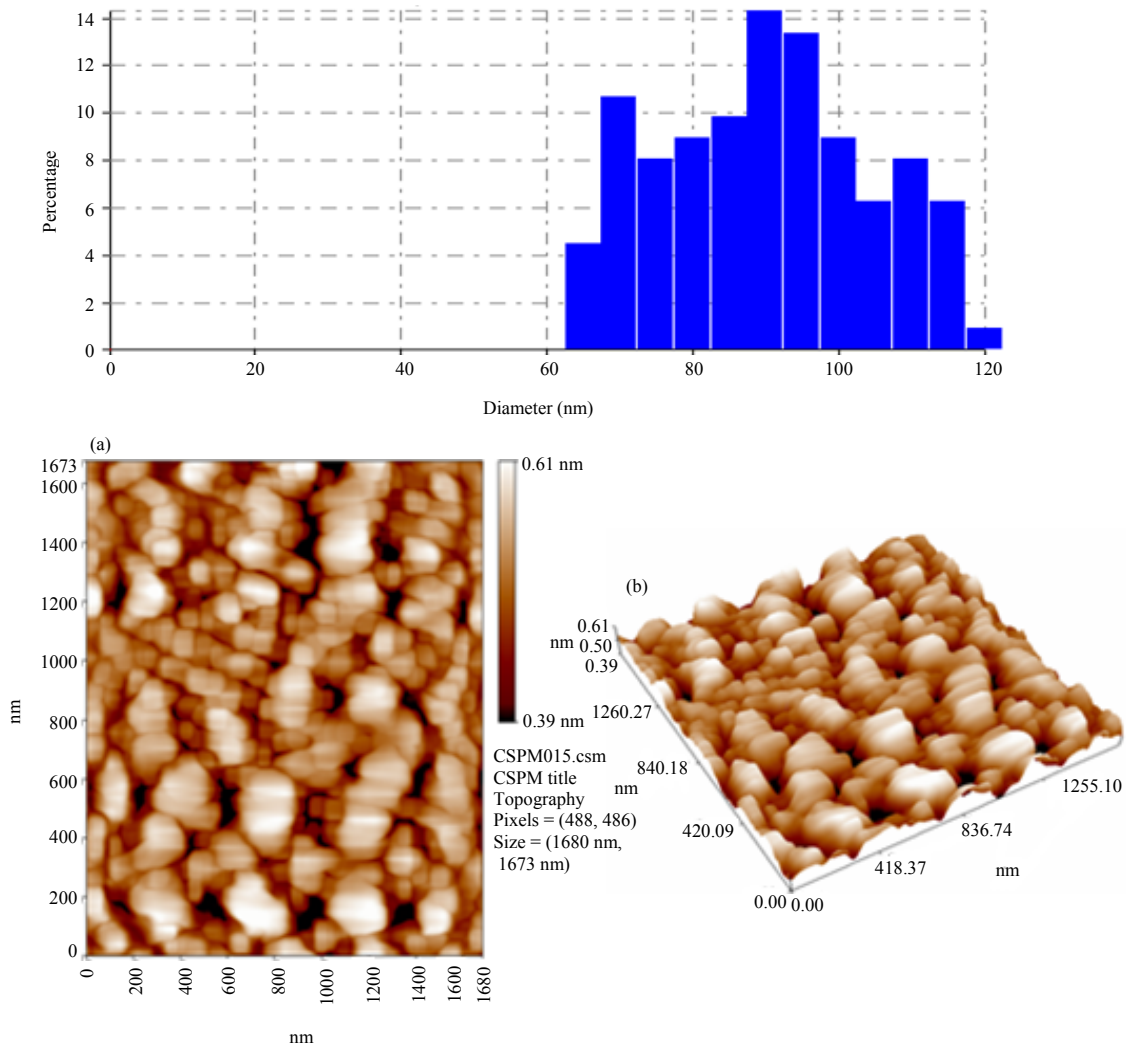 14
12
10
8
6
4
2
0
Percentage
0 20 40 60 80 100 120
Diameter (nm)
(a)
1673
1600
1400
1200
1000
800
600
400
200
0
nm
0 200 400 600 800 1000 1200 1400 1600 1680
nm
0.61 nm
0.39 nm
CSPM015.csm
CSPM title
Topography
Pixels = (488, 486)
Size = (1680 nm,
1673 nm)
(b)
0.61
nm 0.50
0.39
1260.27
840.18
nm
420.09
0.00 0.00
418.37
836.74
1255.10
nm